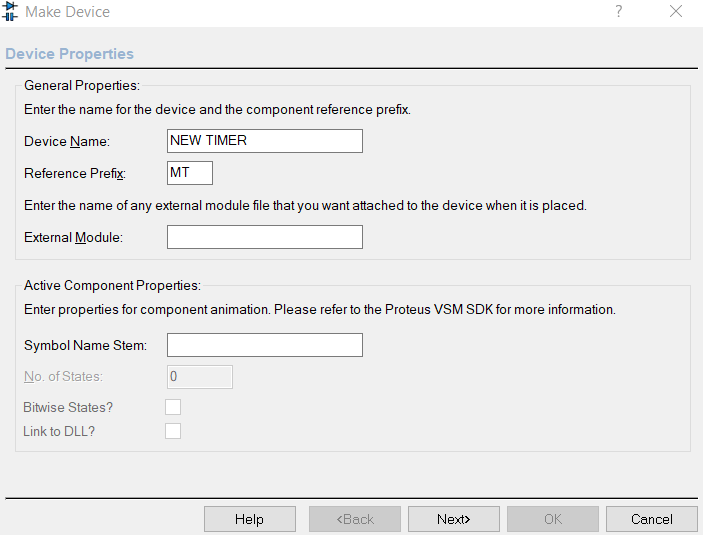 Make Device
?
Device Properties
General Properties:
Enter the name for the device and the component reference prefix.
Device Name:
NEW TIMER
Reference Prefix:
MT
Enter the name of any external module file that you want attached to the device when it is placed.
External Module:
Active Component Properties:
Enter properties for component animation. Please refer to the Proteus VSM SDK for more information.
Symbol Name Stem:
No. of States:
0
Bitwise States?
Link to DLL?
Help
<Back
Next>
OK
Cancel